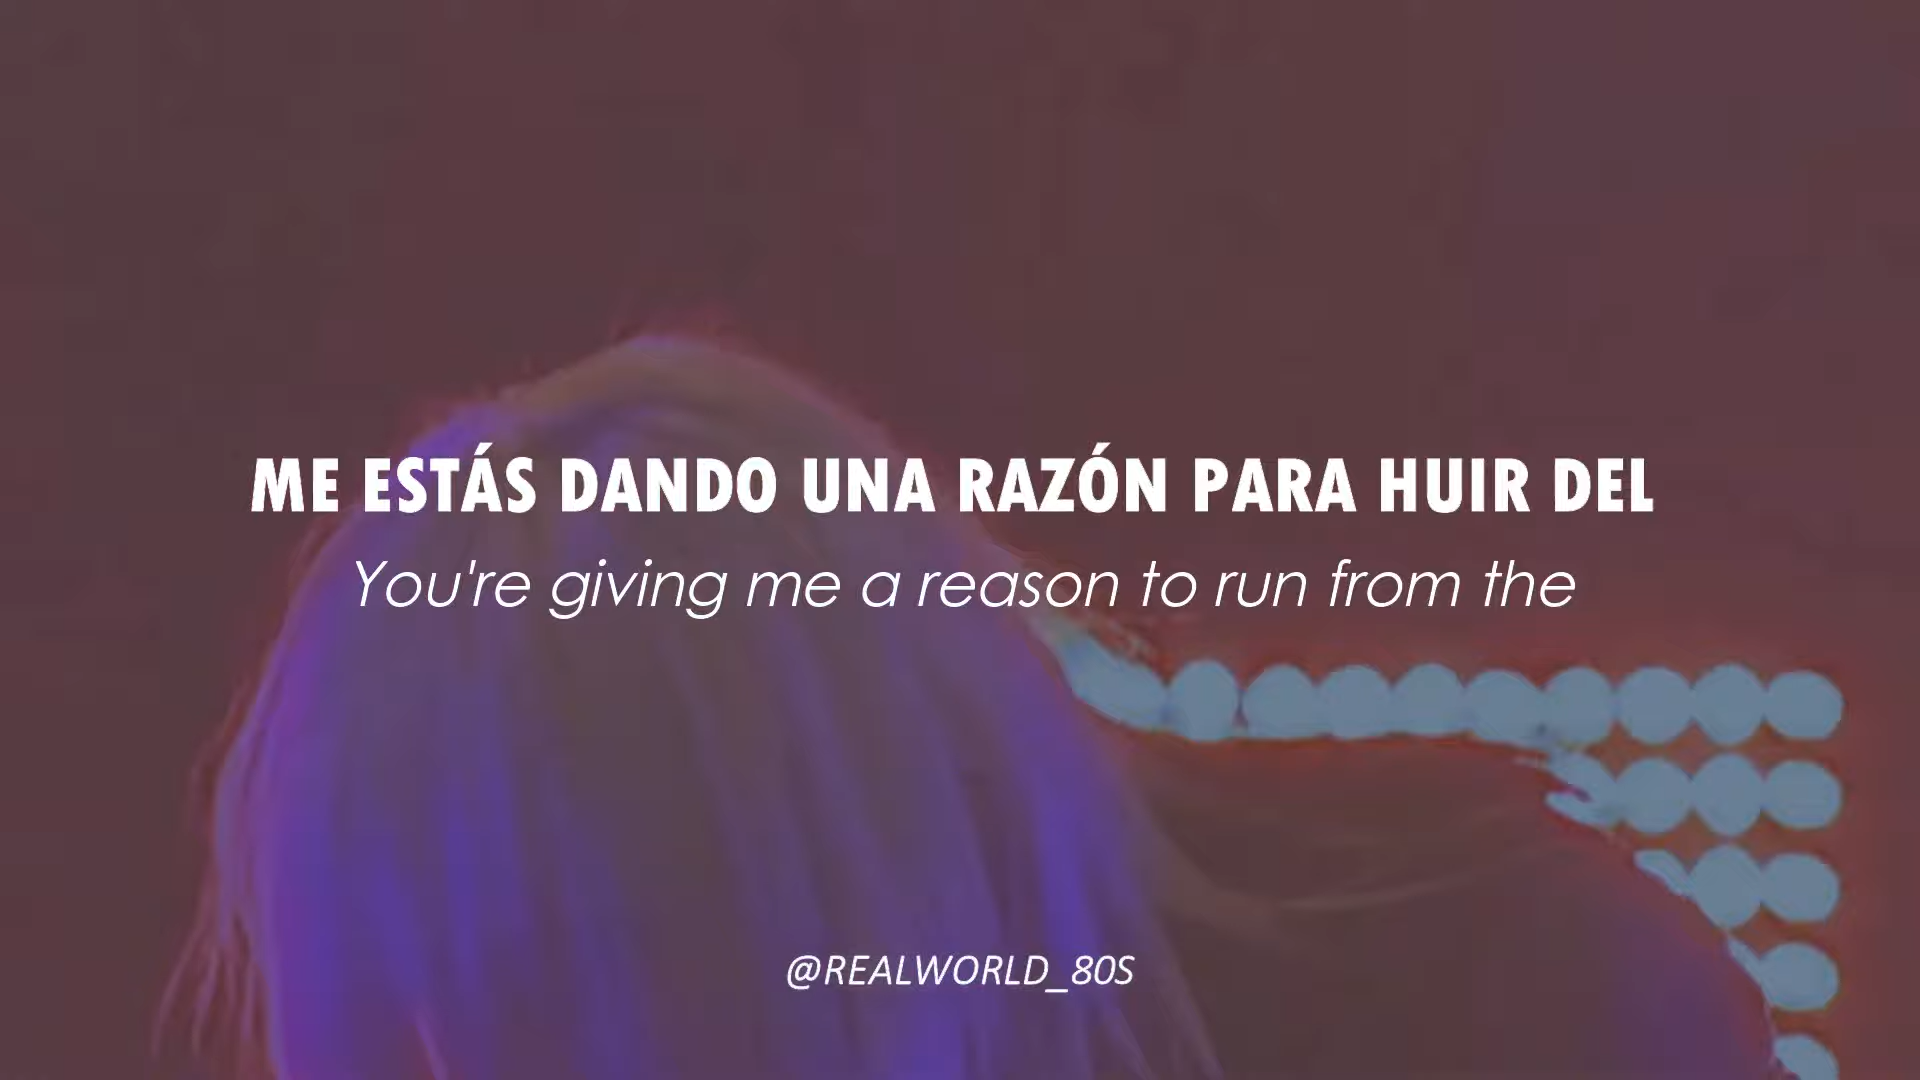 ME ESTÁS DANDO UNA RAZÓN PARA HUIR DEL
You're giving me a reason to run from the
@REALWORLD_80S